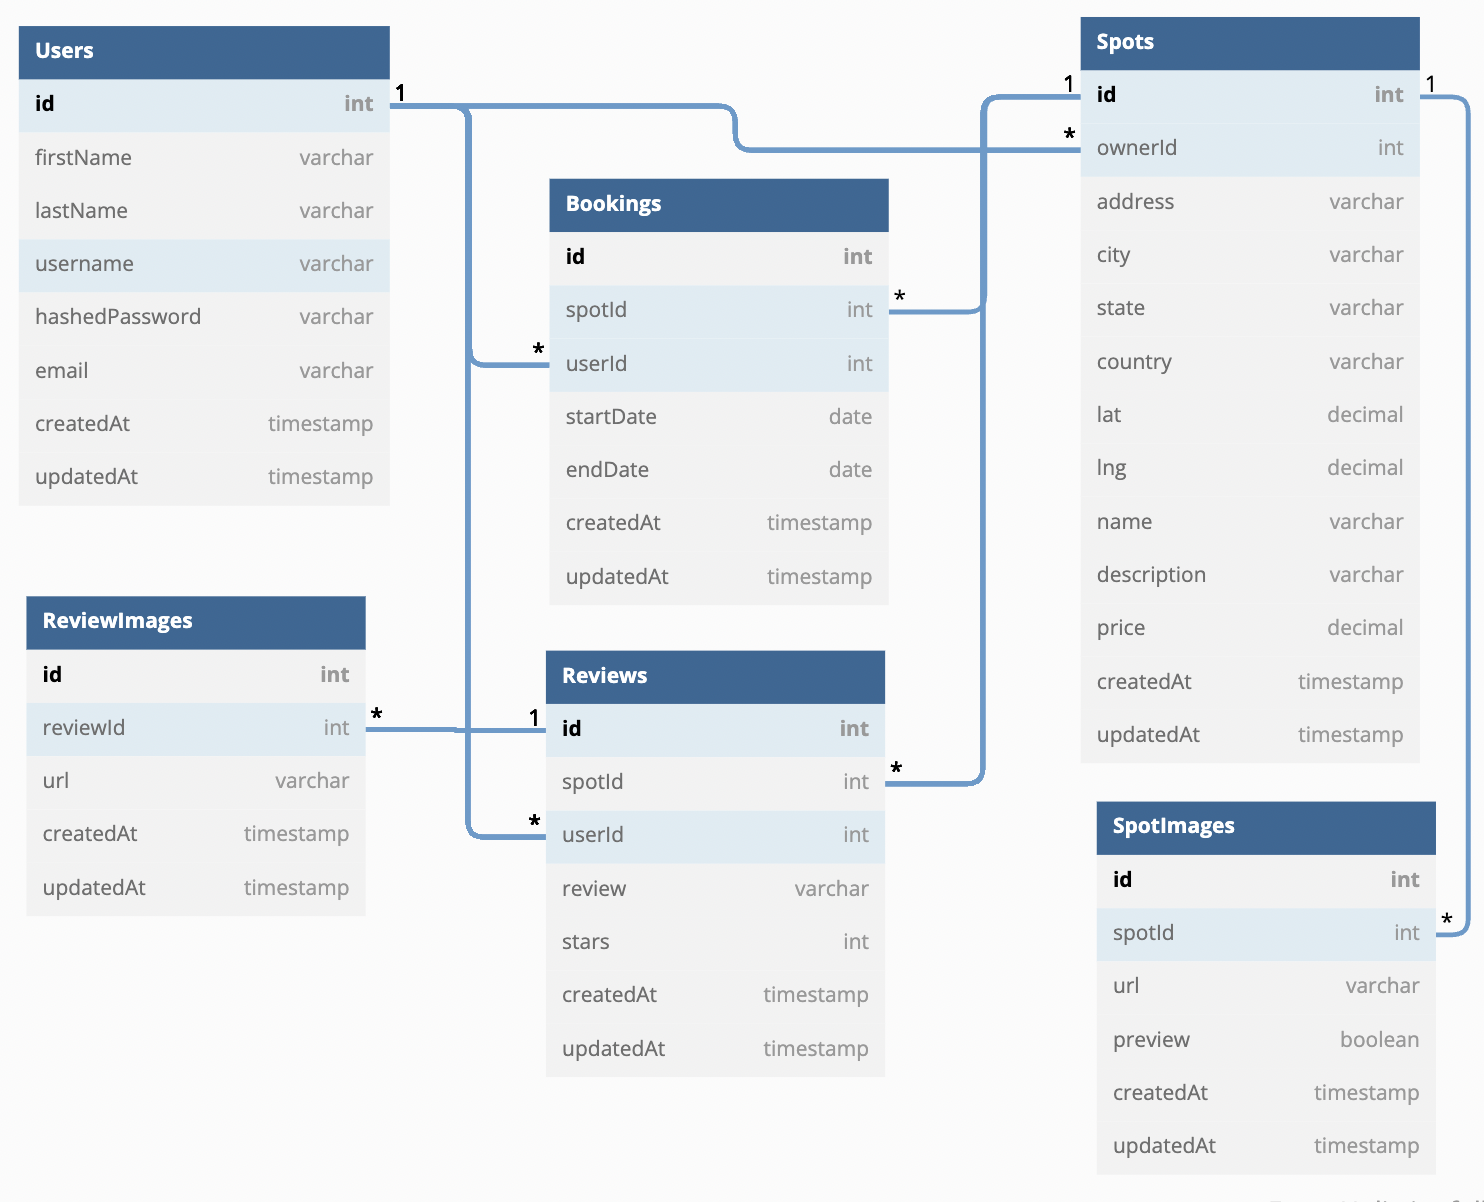 Users
id int
firstName varchar
lastName varchar
username varchar
hashedPassword varchar
email varchar
createdAt timestamp
updatedAt timestamp
1
*
*
*
Bookings
id int
spotId int
userId int
startDate date
endDate date
createdAt timestamp
updatedAt timestamp
*
1
Spots
id int
ownerId int
address varchar
city varchar
state varchar
country varchar
lat decimal
lng decimal
name varchar
description varchar
price decimal
createdAt timestamp
updatedAt timestamp
1
ReviewImages
id int
reviewId int
url varchar
createdAt timestamp
updatedAt timestamp
*
1
Reviews
id int
spotId int
userId int
review varchar
stars int
createdAt timestamp
updatedAt timestamp
*
SpotImages
id int
spotId int
url varchar
preview boolean
createdAt timestamp
updatedAt timestamp
*